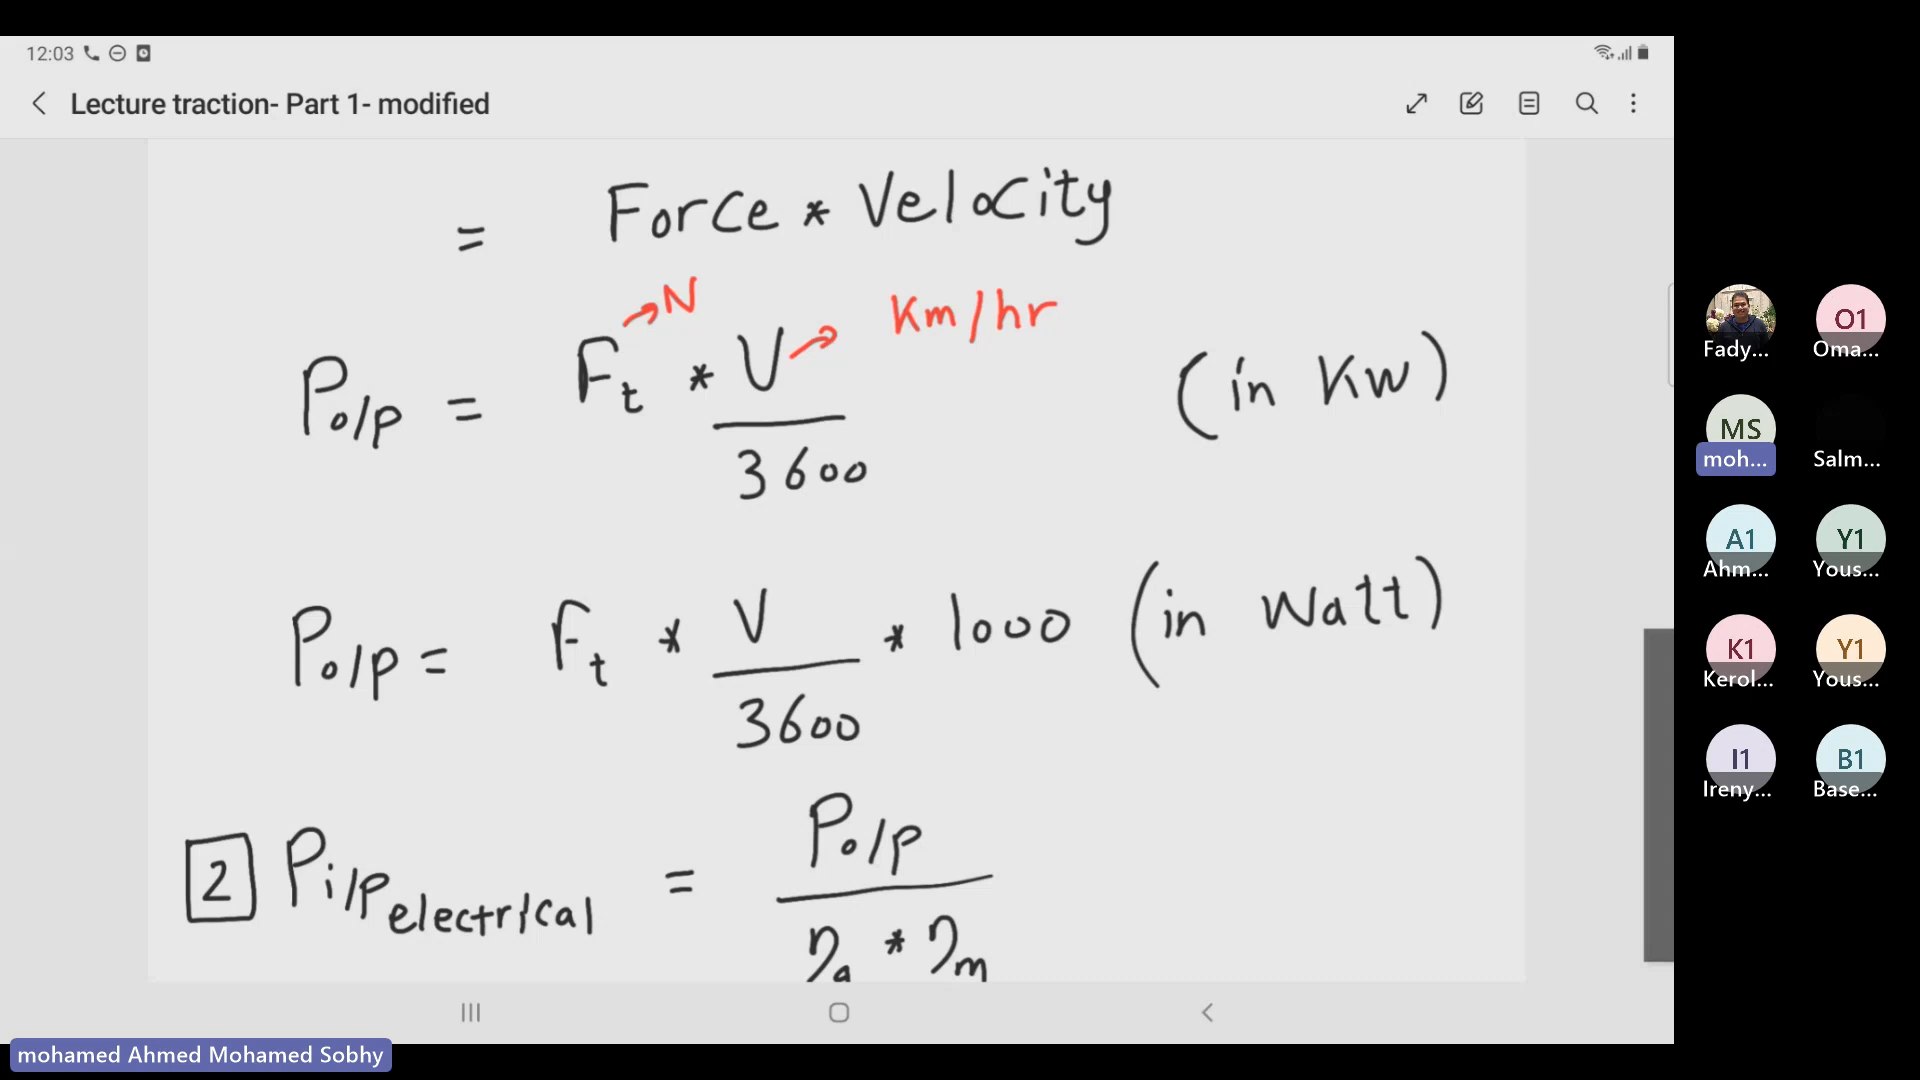 12:03
Lecture traction- Part 1- modified
= Force * Velocity
→ N
→ Km/hr
Po/p = Ft * V / 3600 (in KW)
Po/p = Ft * V / 3600 * 1000 (in Watt)
2 Pi/p electrical = Po/p / ηa * ηm
mohamed Ahmed Mohamed Sobhy
Fady...
O1
Oma...
MS
moh...
Salm...
A1
Ahm...
Y1
Yous...
K1
Kerol...
Y1
Yous...
I1
Ireny...
B1
Base...